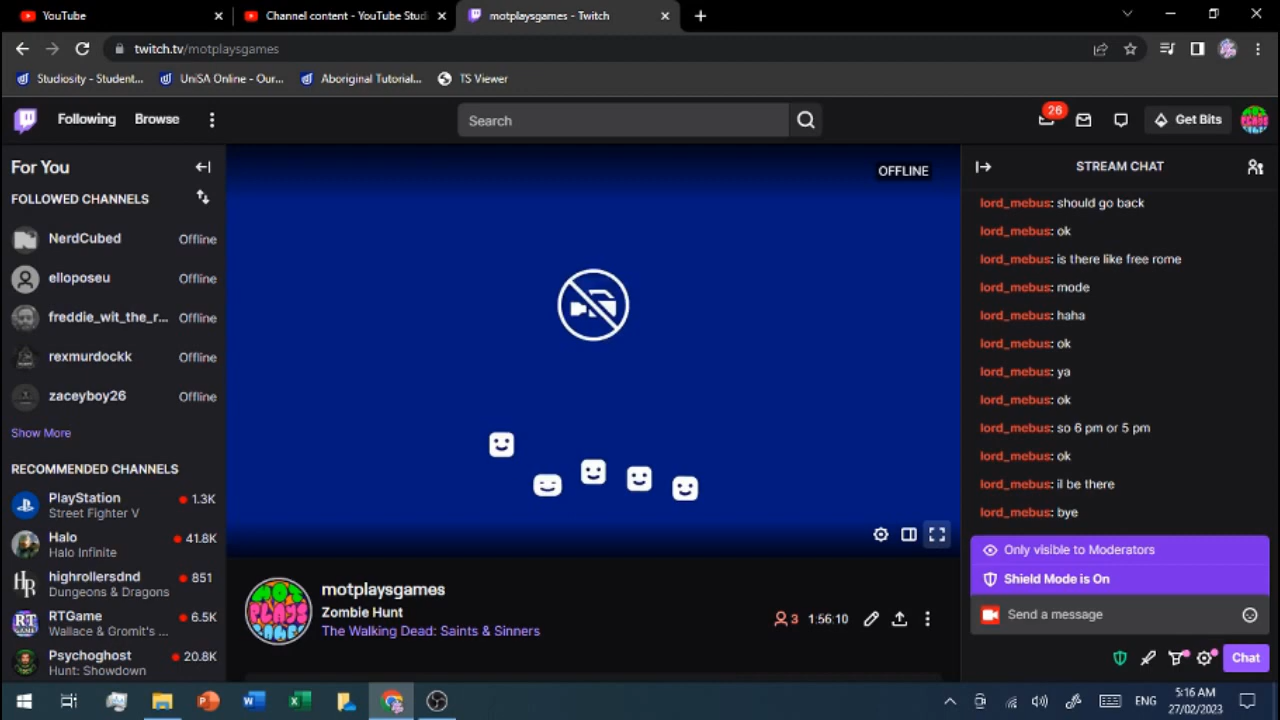 YouTube
Channel content - YouTube Studi
motplaysgames - Twitch
twitch.tv/motplaysgames
Studiosity - Student...
UniSA Online - Our...
Aboriginal Tutorial...
TS Viewer
Following
Browse
Search
26
Get Bits
For You
FOLLOWED CHANNELS
NerdCubed
Offline
elloposeu
Offline
freddie_wit_the_r...
Offline
rexmurdockk
Offline
zaceyboy26
Offline
Show More
RECOMMENDED CHANNELS
PlayStation
1.3K
Street Fighter V
Halo
41.8K
Halo Infinite
highrollersdnd
851
Dungeons & Dragons
RTGame
6.5K
Wallace & Gromit's ...
Psychoghost
20.8K
Hunt: Showdown
OFFLINE
MOT
PLAYS
GAMES
motplaysgames
Zombie Hunt
The Walking Dead: Saints & Sinners
3
1:56:10
STREAM CHAT
lord_mebus: should go back
lord_mebus: ok
lord_mebus: is there like free rome
lord_mebus: mode
lord_mebus: haha
lord_mebus: ok
lord_mebus: ya
lord_mebus: ok
lord_mebus: so 6 pm or 5 pm
lord_mebus: ok
lord_mebus: il be there
lord_mebus: bye
Only visible to Moderators
Shield Mode is On
Send a message
Chat
ENG
5:16 AM
27/02/2023